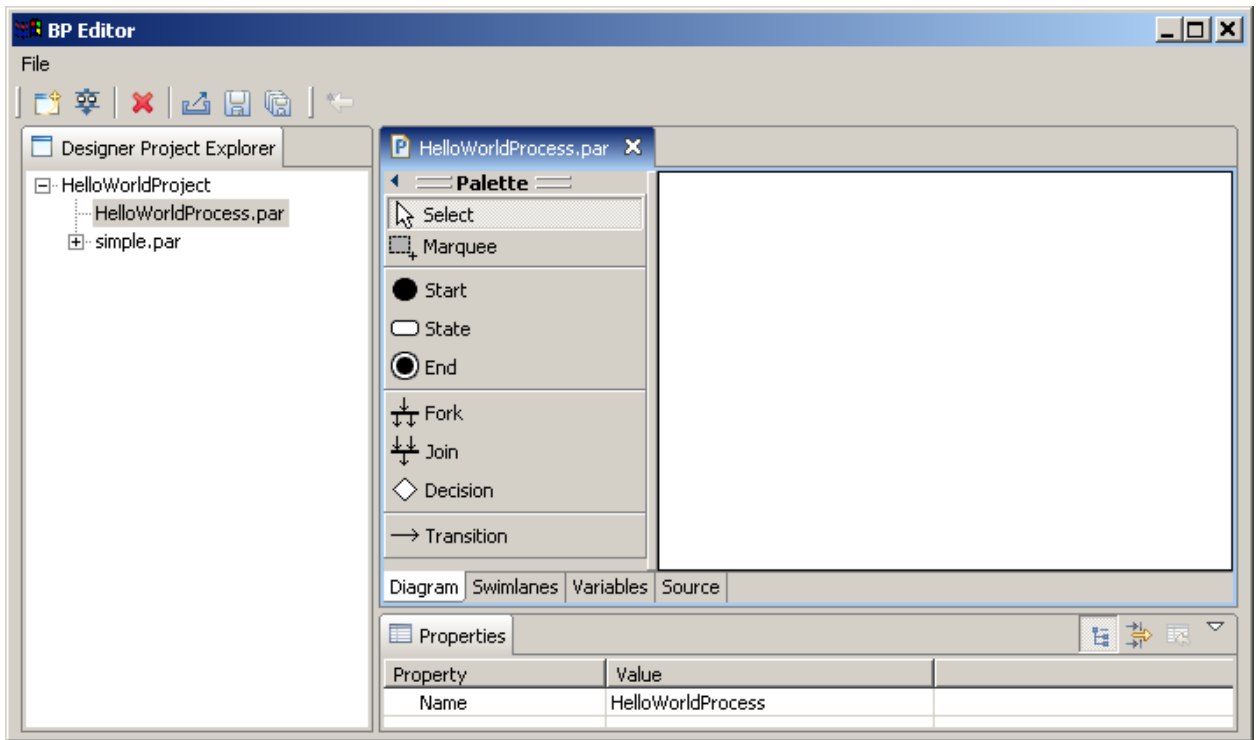 BP Editor
File
Designer Project Explorer
HelloWorldProject
HelloWorldProcess.par
simple.par
HelloWorldProcess.par
Palette
Select
Marquee
Start
State
End
Fork
Join
Decision
Transition
Diagram Swimlanes Variables Source
Properties
Property Value
Name HelloWorldProcess